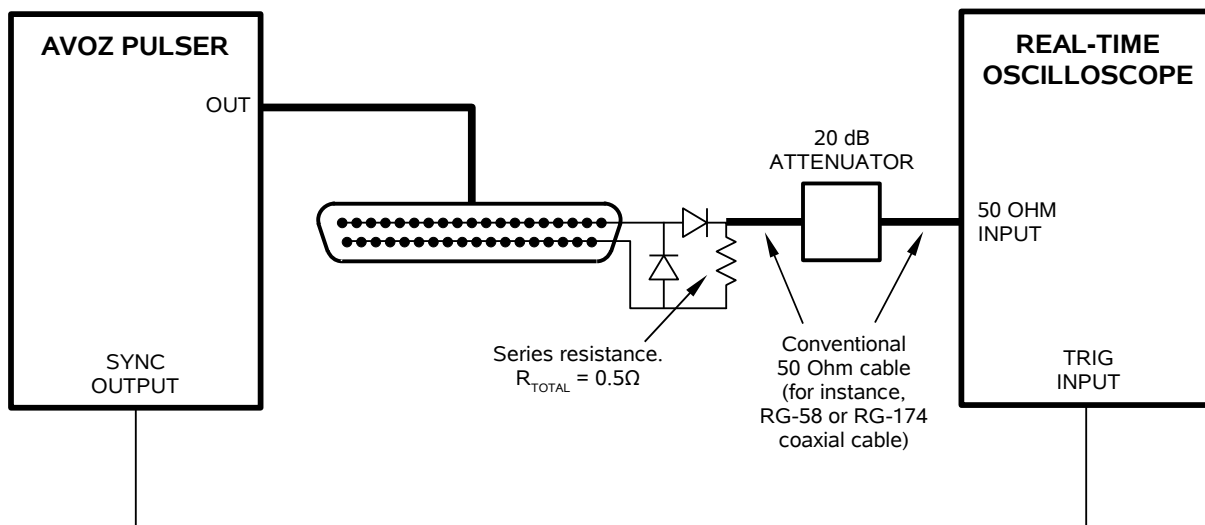 AVOZ PULSER
OUT
SYNC
OUTPUT
Series resistance.
R_TOTAL = 0.5Ω
20 dB
ATTENUATOR
Conventional
50 Ohm cable
(for instance,
RG-58 or RG-174
coaxial cable)
REAL-TIME
OSCILLOSCOPE
50 OHM
INPUT
TRIG
INPUT